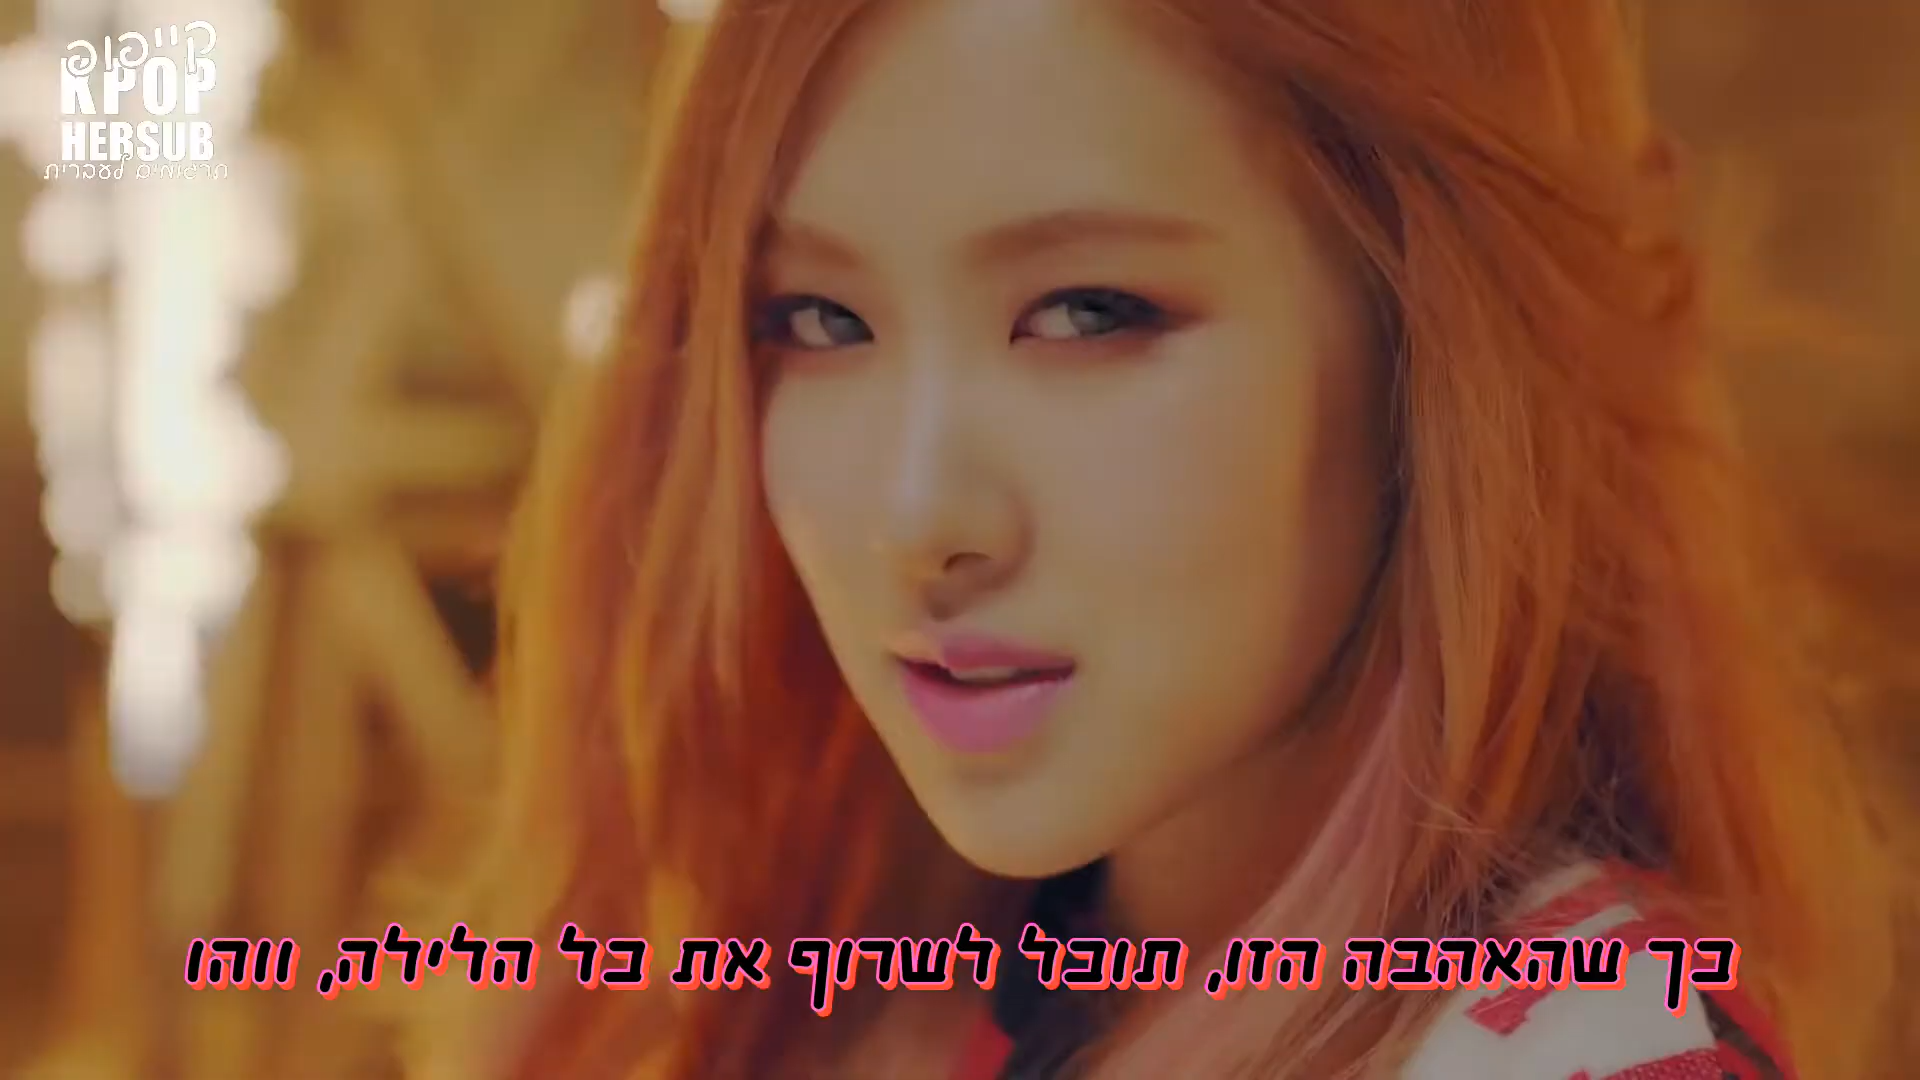 קייפופ
KPOP
HEBSUB
תרגומים לעברית
כך שהאהבה הזו, תוכל לשרוף את כל הלילה, ווהו